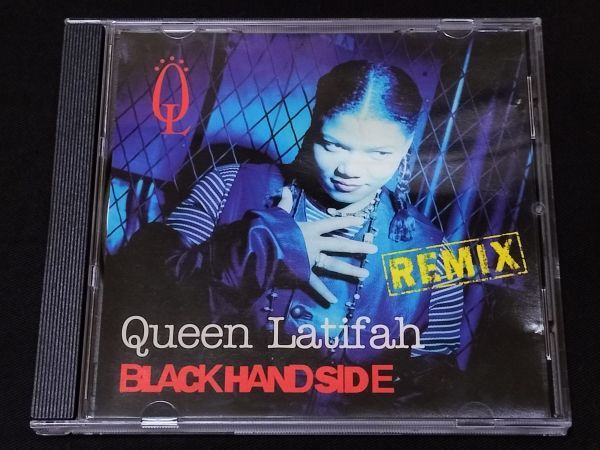 QL
REMIX
Queen Latifah
BLACK HAND SIDE